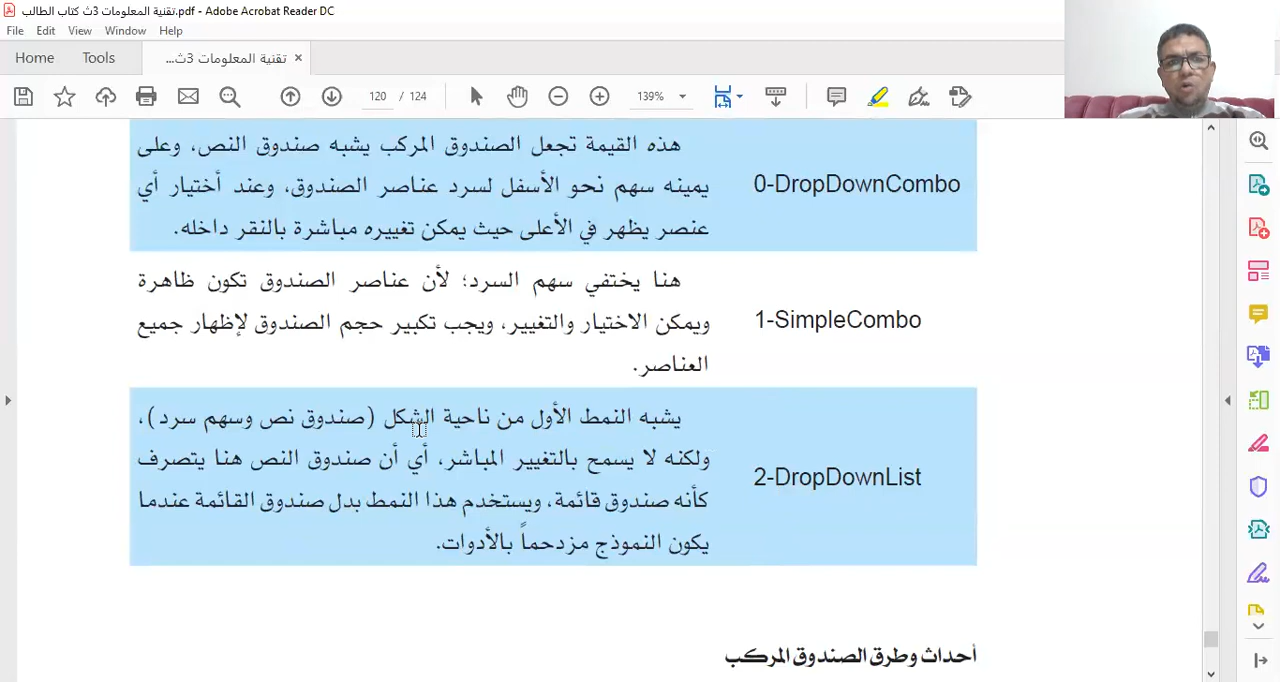 تقنية المعلومات 3ث كتاب الطالب.pdf - Adobe Acrobat Reader DC
File Edit View Window Help
Home Tools تقنية المعلومات 3ث... ×
120 / 124 139%
0-DropDownCombo
هذه القيمة تجعل الصندوق المركب يشبه صندوق النص، وعلى
يمينه سهم نحو الأسفل لسرد عناصر الصندوق، وعند أختيار أي
عنصر يظهر في الأعلى حيث يمكن تغييره مباشرة بالنقر داخله.
1-SimpleCombo
هنا يختفي سهم السرد؛ لأن عناصر الصندوق تكون ظاهرة
ويمكن الاختيار والتغيير، ويجب تكبير حجم الصندوق لإظهار جميع
العناصر.
2-DropDownList
يشبه النمط الأول من ناحية الشكل (صندوق نص وسهم سرد)،
ولكنه لا يسمح بالتغيير المباشر، أي أن صندوق النص هنا يتصرف
كأنه صندوق قائمة، ويستخدم هذا النمط بدل صندوق القائمة عندما
يكون النموذج مزدحماً بالأدوات.
أحداث وطرق الصندوق المركب